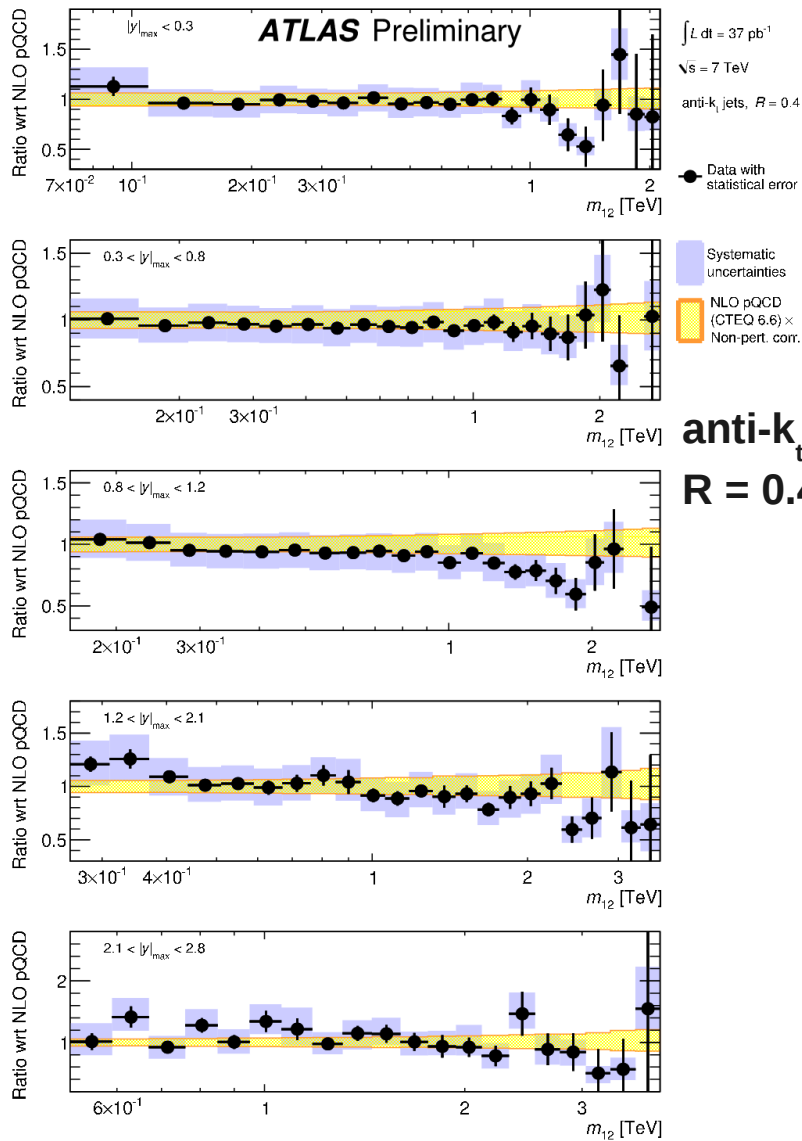 ATLAS Preliminary
|y|max < 0.3
Ratio wrt NLO pQCD
1.5
1
0.5
7×10⁻² 10⁻¹ 2×10⁻¹ 3×10⁻¹ 1 2
m₁₂ [TeV]
∫ L dt = 37 pb⁻¹
√s = 7 TeV
anti-kt jets, R = 0.4
Data with
statistical error
Systematic
uncertainties
NLO pQCD
(CTEQ 6.6) ×
Non-pert. corr.
0.3 < |y|max < 0.8
Ratio wrt NLO pQCD
1.5
1
0.5
2×10⁻¹ 3×10⁻¹ 1 2
m₁₂ [TeV]
anti-kt
R = 0.4
0.8 < |y|max < 1.2
Ratio wrt NLO pQCD
1.5
1
0.5
2×10⁻¹ 3×10⁻¹ 1 2
m₁₂ [TeV]
1.2 < |y|max < 2.1
Ratio wrt NLO pQCD
1.5
1
0.5
3×10⁻¹ 4×10⁻¹ 1 2 3
m₁₂ [TeV]
2.1 < |y|max < 2.8
Ratio wrt NLO pQCD
2
1
6×10⁻¹ 1 2 3
m₁₂ [TeV]